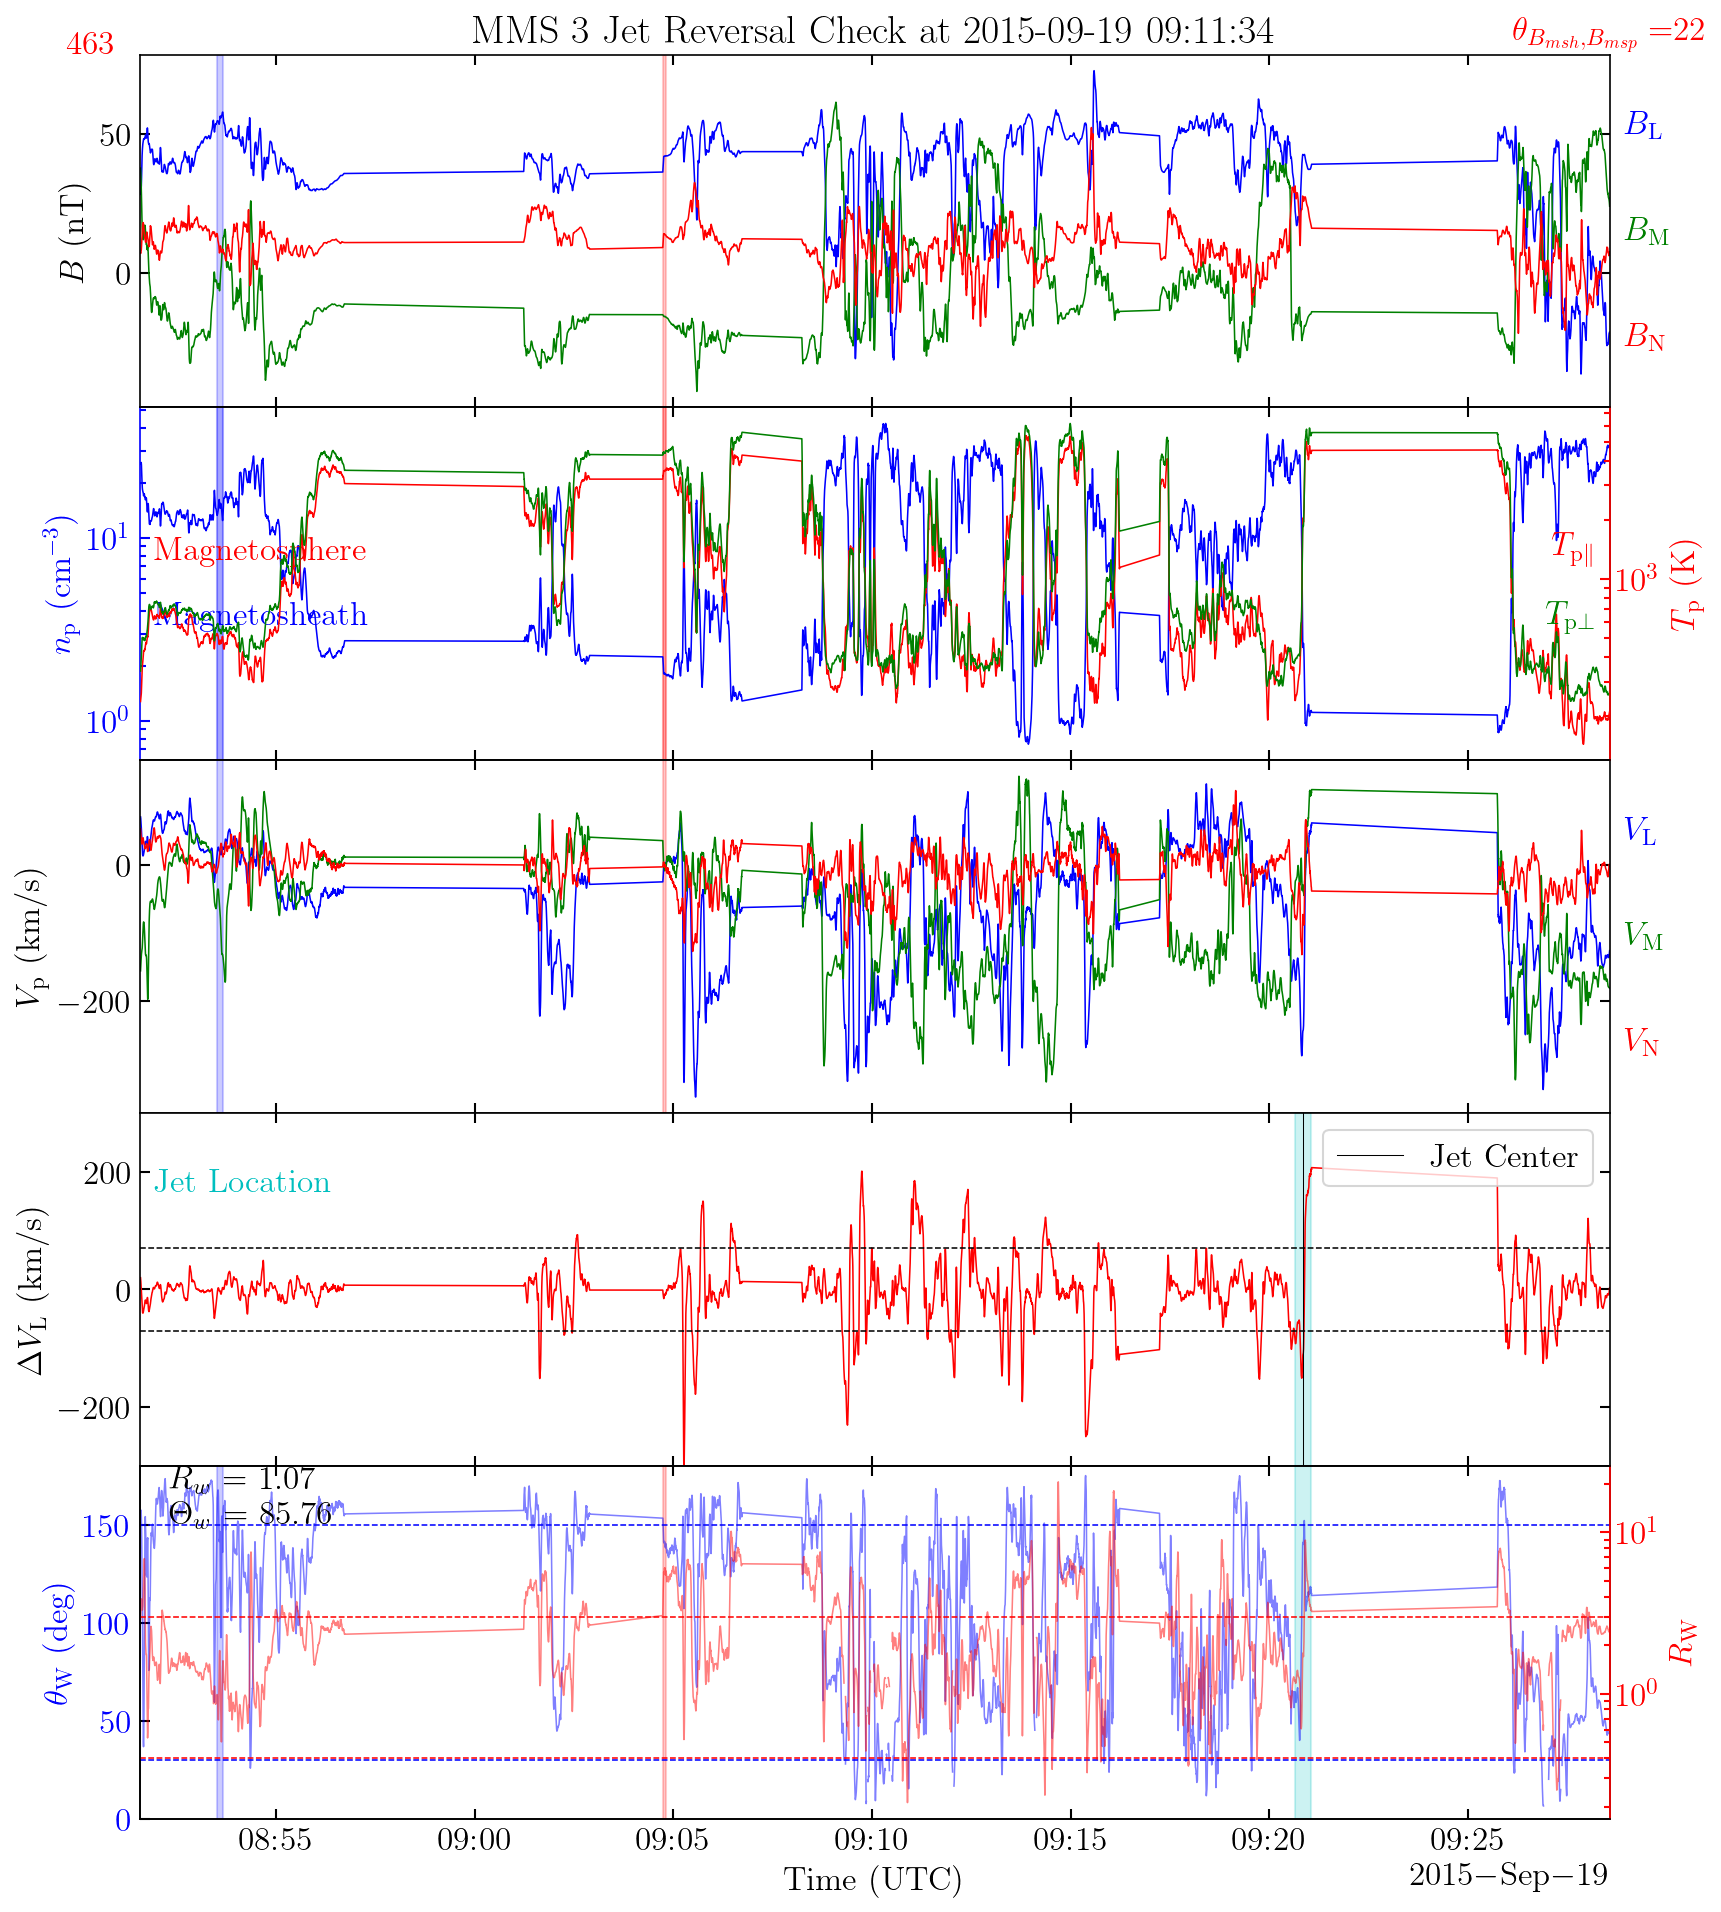 MMS 3 Jet Reversal Check at 2015-09-19 09:11:34
463
θ_{B_{msh},B_{msp}} =22
50
0
B (nT)
B_L
B_M
B_N
10^1
10^0
n_p (cm^{-3})
Magnetosphere
Magnetosheath
T_{p∥}
T_{p⊥}
10^3
T_p (K)
0
−200
V_p (km/s)
V_L
V_M
V_N
Jet Location
Jet Center
200
0
−200
ΔV_L (km/s)
R_w = 1.07
Θ_w = 85.76
150
100
50
0
θ_W (deg)
10^1
10^0
R_W
08:55 09:00 09:05 09:10 09:15 09:20 09:25
Time (UTC)
2015−Sep−19